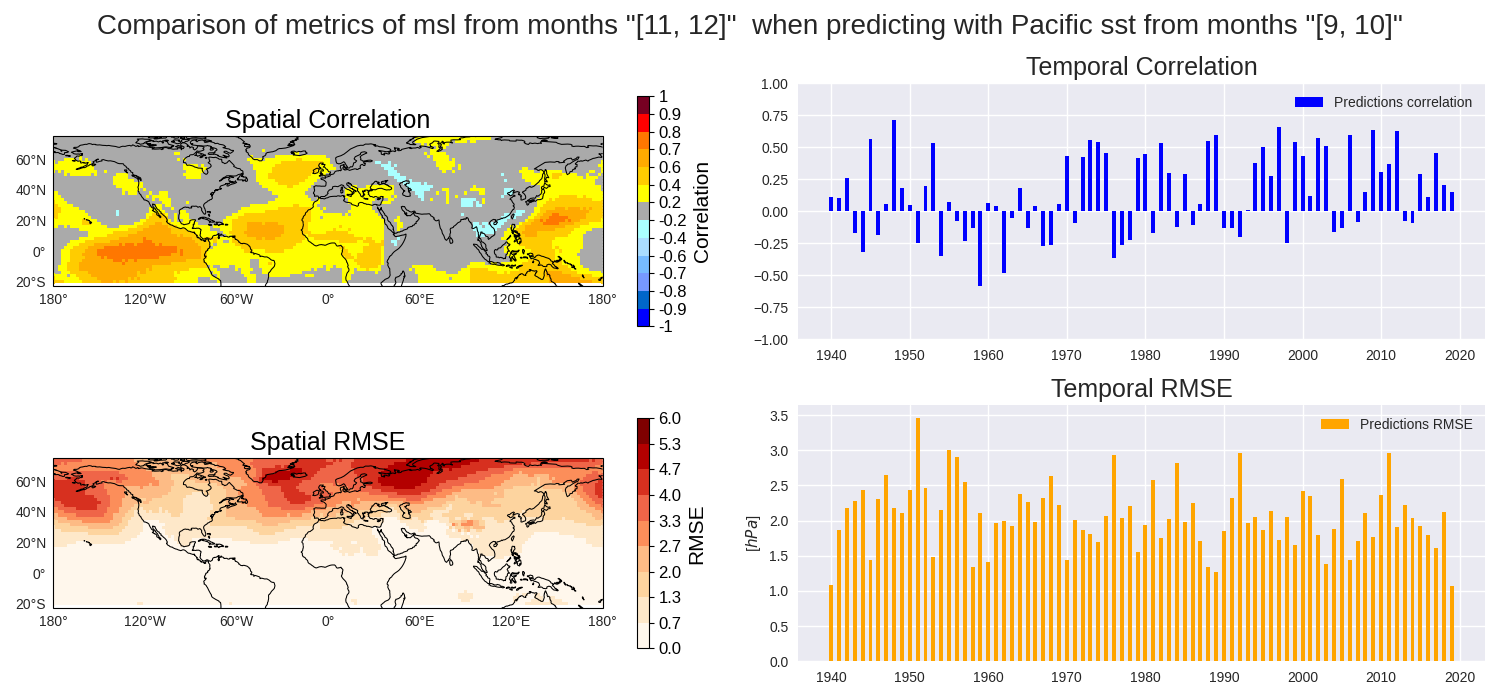 Comparison of metrics of msl from months "[11, 12]"  when predicting with Pacific sst from months "[9, 10]"
Spatial Correlation
60°N
40°N
20°N
0°
20°S
180° 120°W 60°W 0° 60°E 120°E 180°
1
0.9
0.8
0.7
0.6
0.4
0.2
-0.2
-0.4
-0.6
-0.7
-0.8
-0.9
-1
Correlation
Temporal Correlation
Predictions correlation
1.00
0.75
0.50
0.25
0.00
−0.25
−0.50
−0.75
−1.00
1940 1950 1960 1970 1980 1990 2000 2010 2020
Spatial RMSE
60°N
40°N
20°N
0°
20°S
180° 120°W 60°W 0° 60°E 120°E 180°
6.0
5.3
4.7
4.0
3.3
2.7
2.0
1.3
0.7
0.0
RMSE
Temporal RMSE
Predictions RMSE
[hPa]
3.5
3.0
2.5
2.0
1.5
1.0
0.5
0.0
1940 1950 1960 1970 1980 1990 2000 2010 2020